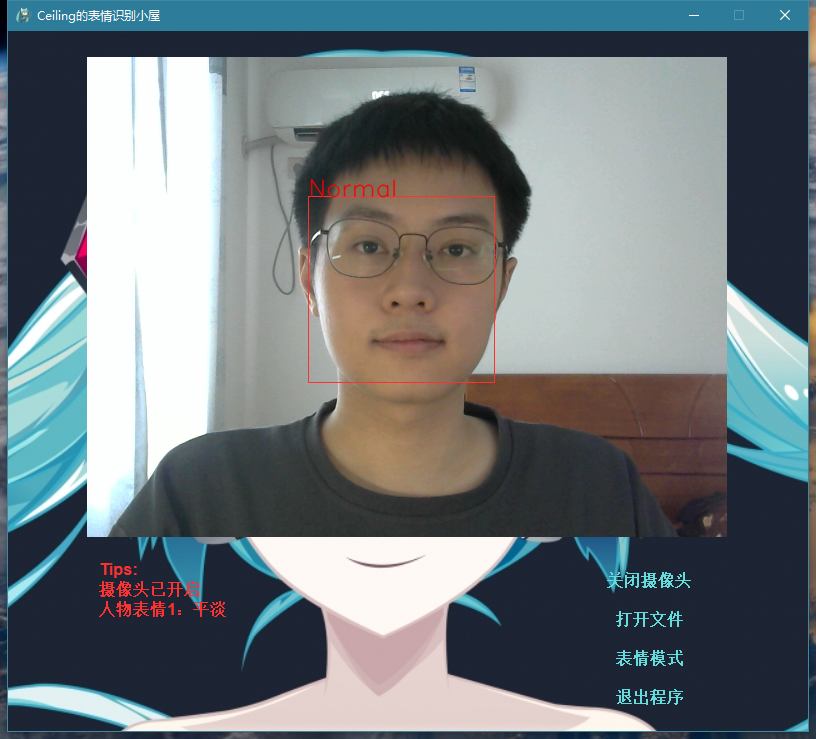 Ceiling的表情识别小屋
Normal
Tips:
摄像头已开启
人物表情1：平淡
关闭摄像头
打开文件
表情模式
退出程序